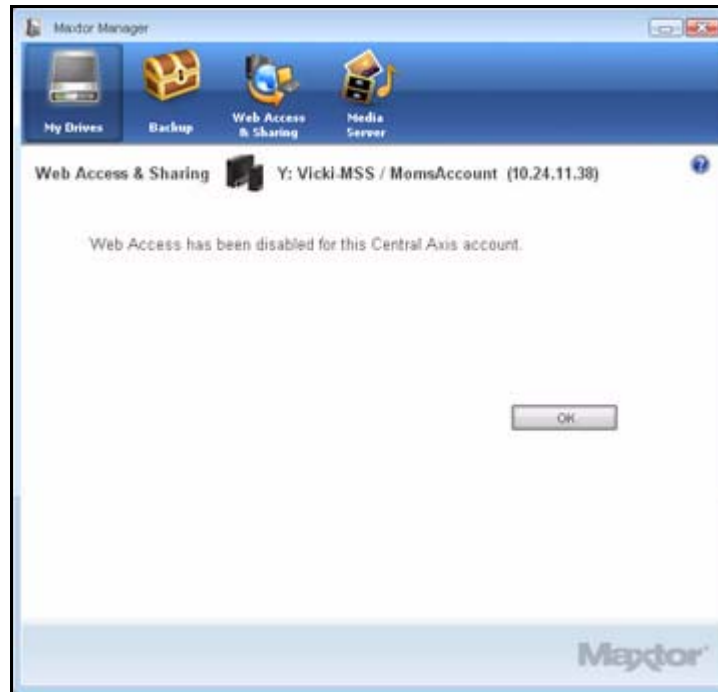 Maxtor Manager
My Drives
Backup
Web Access & Sharing
Media Server
Web Access & Sharing Y: Vicki-MSS / MomsAccount (10.24.11.38)
Web Access has been disabled for this Central Axis account.
OK
Maxtor